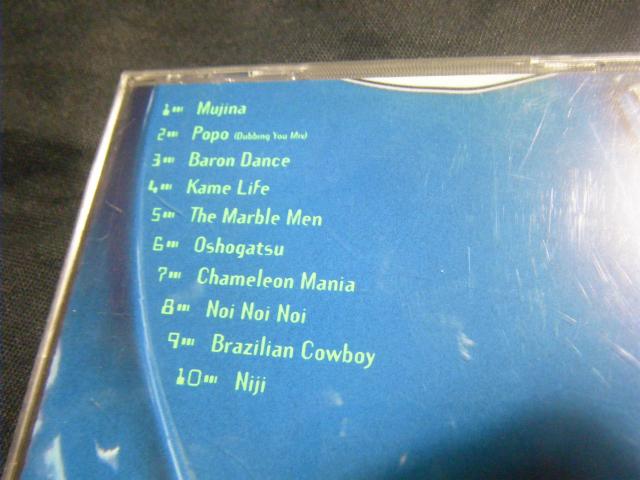 1 Mujina
2 Popo (Dubbing You Mix)
3 Baron Dance
4 Kame Life
5 The Marble Men
6 Oshogatsu
7 Chameleon Mania
8 Noi Noi Noi
9 Brazilian Cowboy
10 Niji